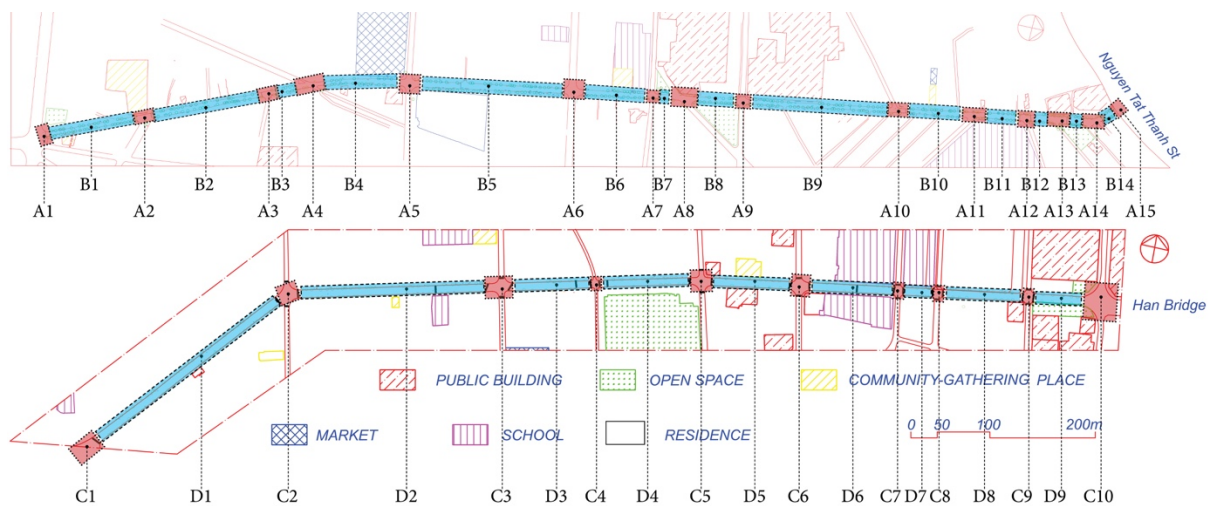 Nguyen Tat Thanh St
B1 B2 B3 B4 B5 B6 B7 B8 B9 B10 B11 B12 B13 B14
A1 A2 A3 A4 A5 A6 A7 A8 A9 A10 A11 A12 A13 A14 A15
Han Bridge
PUBLIC BUILDING OPEN SPACE COMMUNITY-GATHERING PLACE
MARKET SCHOOL RESIDENCE 0 50 100 200m
C1 D1 C2 D2 C3 D3 C4 D4 C5 D5 C6 D6 C7 D7 C8 D8 C9 D9 C10